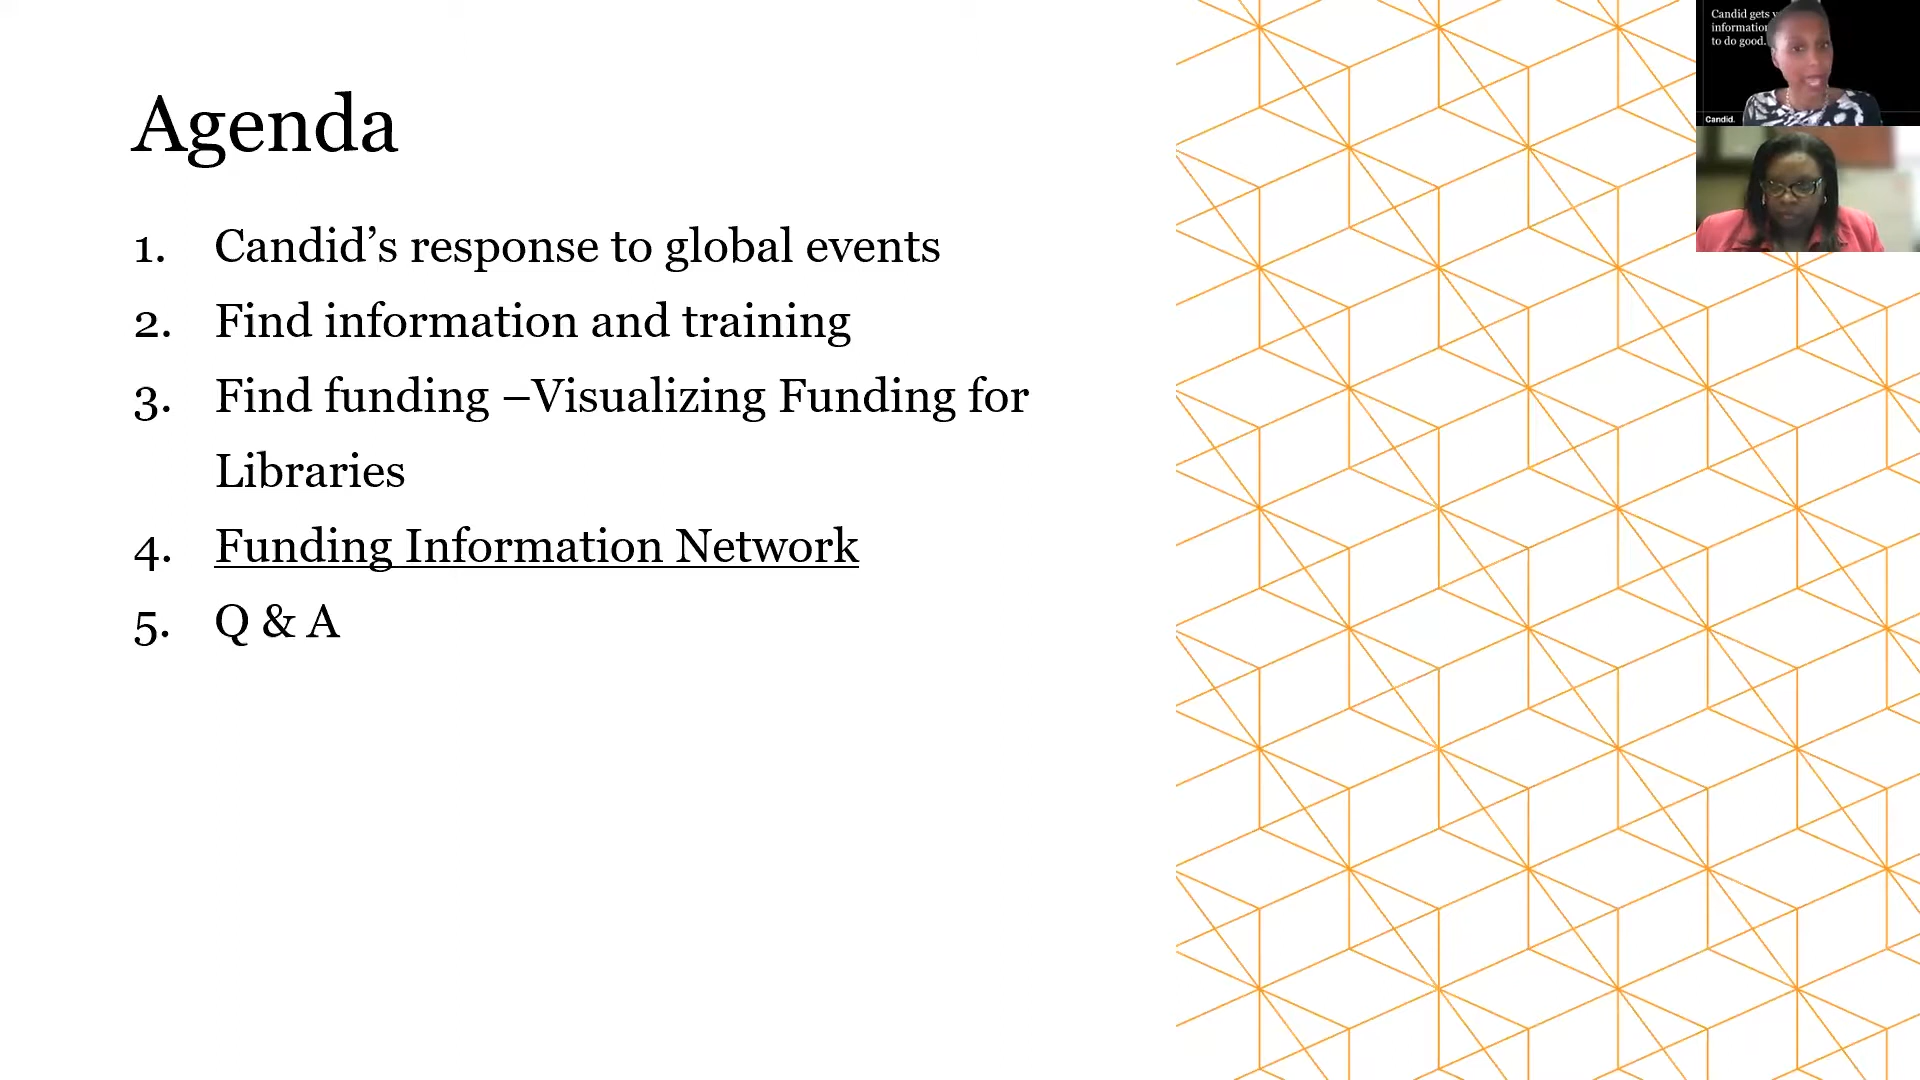 Agenda
1. Candid’s response to global events
2. Find information and training
3. Find funding –Visualizing Funding for
Libraries
4. Funding Information Network
5. Q & A
Candid gets
information
to do good.
Candid.